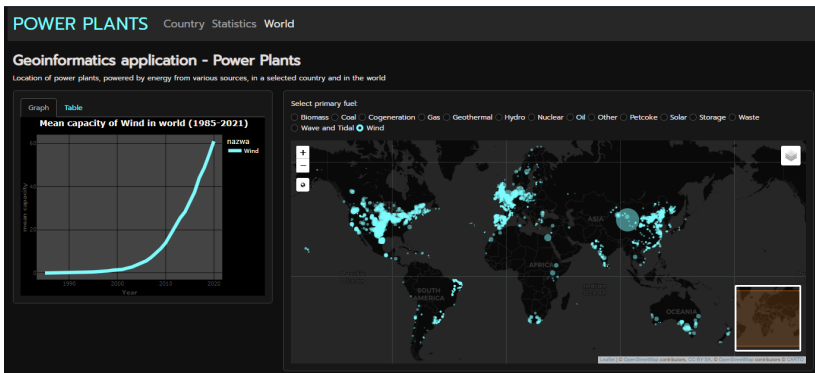 POWER PLANTS Country Statistics World
Geoinformatics application - Power Plants
Location of power plants, powered by energy from various sources, in a selected country and in the world
Graph Table
Mean capacity of Wind in world (1985-2021)
nazwa
Wind
60
40
20
0
mean capacity
1990 2000 2010 2020
Year
Select primary fuel:
Biomass Coal Cogeneration Gas Geothermal Hydro Nuclear Oil Other Petcoke Solar Storage Waste
Wave and Tidal Wind
+
−
ASIA
AFRICA
SOUTH
AMERICA
OCEANIA
Leaflet | © OpenStreetMap contributors, CC-BY-SA, © OpenStreetMap contributors © CARTO